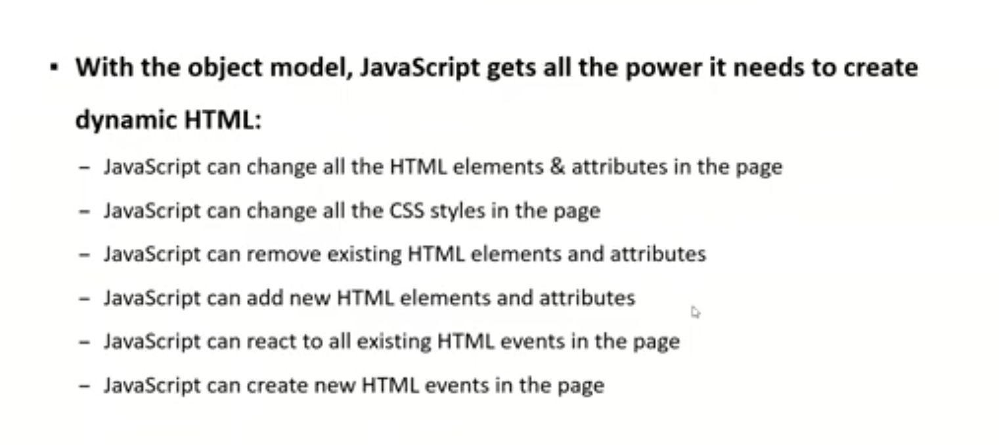 ▪ With the object model, JavaScript gets all the power it needs to create
dynamic HTML:
– JavaScript can change all the HTML elements & attributes in the page
– JavaScript can change all the CSS styles in the page
– JavaScript can remove existing HTML elements and attributes
– JavaScript can add new HTML elements and attributes
– JavaScript can react to all existing HTML events in the page
– JavaScript can create new HTML events in the page